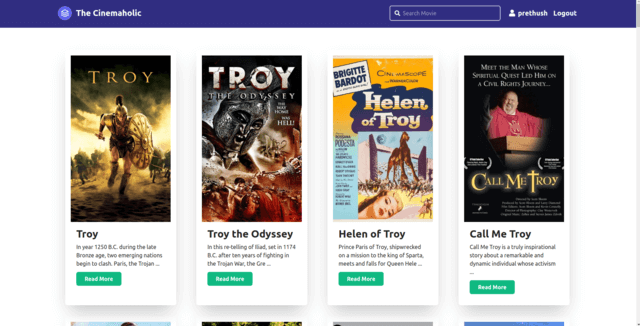 The Cinemaholic
Search Movie
prethush
Logout
TROY
TROY
THE ODYSSEY
THE WAY
HOME
WAS
HELL!
BRIGITTE
BARDOT
CINEMASCOPE
WARNERCOLOR
Helen
of Troy
MEET THE MAN WHOSE
SPIRITUAL QUEST LED HIM ON
A CIVIL RIGHTS JOURNEY...
CALL ME TROY
Troy
In year 1250 B.C. during the late
Bronze age, two emerging nations
begin to clash. Paris, the Trojan ...
Read More
Troy the Odyssey
In this re-telling of Iliad, set in 1174
B.C. after ten years of fighting in
the Trojan War, the Gre ...
Read More
Helen of Troy
Prince Paris of Troy, shipwrecked
on a mission to the king of Sparta,
meets and falls for Queen Hele ...
Read More
Call Me Troy
Call Me Troy is a truly inspirational
story about a remarkable and
dynamic individual whose activism
...
Read More